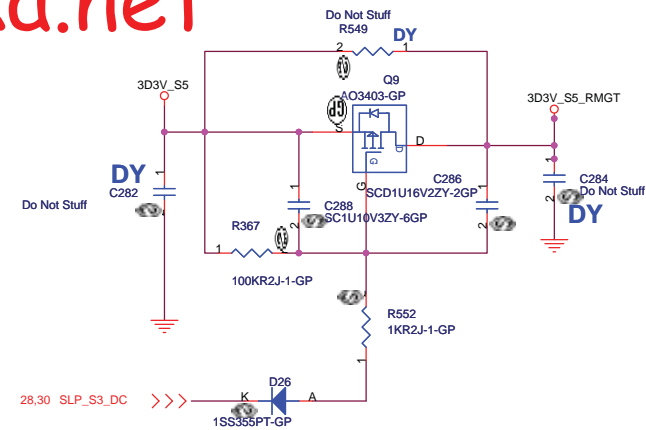 a.net
Do Not Stuff
R549
DY
2
1
Q9
AO3403-GP
3D3V_S5
3D3V_S5_RMGT
S
D
G
G
D
DY
1
C282
2
Do Not Stuff
C286
SCD1U16V2ZY-2GP
1
2
1
C284
Do Not Stuff
2
DY
1
C288
SC1U10V3ZY-6GP
2
R367
1
2
100KR2J-1-GP
R552
1KR2J-1-GP
1
D26
28,30 SLP_S3_DC
K
A
1SS355PT-GP